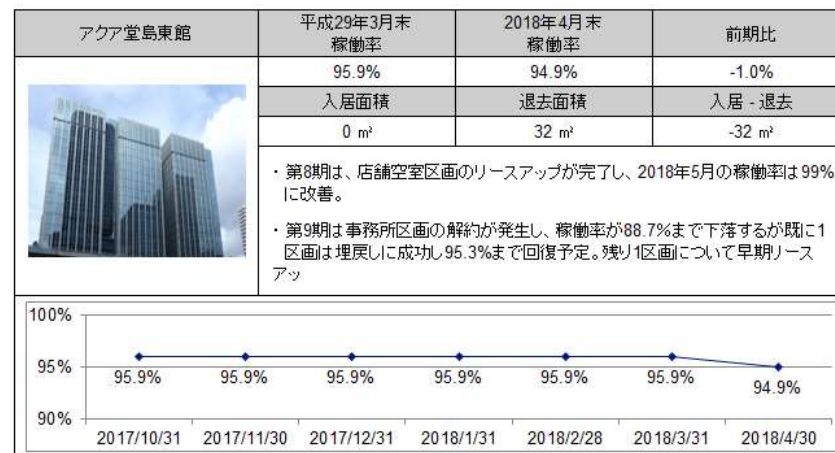 アクア堂島東館
平成29年3月末
稼働率
2018年4月末
稼働率
前期比
95.9%
94.9%
-1.0%
入居面積
退去面積
入居 - 退去
0 ㎡
32 ㎡
-32 ㎡
・第8期は、店舗空室区画のリースアップが完了し、2018年5月の稼働率は99%
に改善。
・第9期は事務所区画の解約が発生し、稼働率が88.7%まで下落するが既に1
区画は埋戻しに成功し95.3%まで回復予定。残り1区画について早期リース
アッ
100%
95%
90%
95.9%
95.9%
95.9%
95.9%
95.9%
95.9%
94.9%
2017/10/31
2017/11/30
2017/12/31
2018/1/31
2018/2/28
2018/3/31
2018/4/30